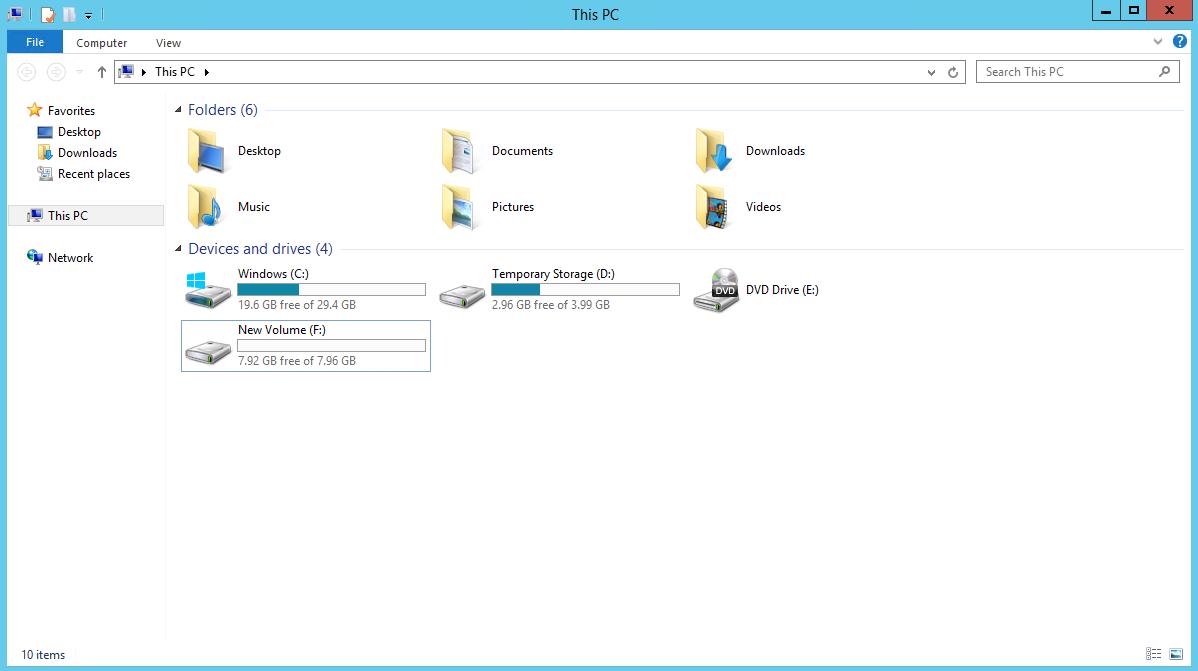 This PC
File Computer View
This PC
Search This PC
Favorites
Desktop
Downloads
Recent places
This PC
Network
Folders (6)
Desktop Documents Downloads
Music Pictures Videos
Devices and drives (4)
Windows (C:)
19.6 GB free of 29.4 GB
Temporary Storage (D:)
2.96 GB free of 3.99 GB
DVD
DVD Drive (E:)
New Volume (F:)
7.92 GB free of 7.96 GB
10 items